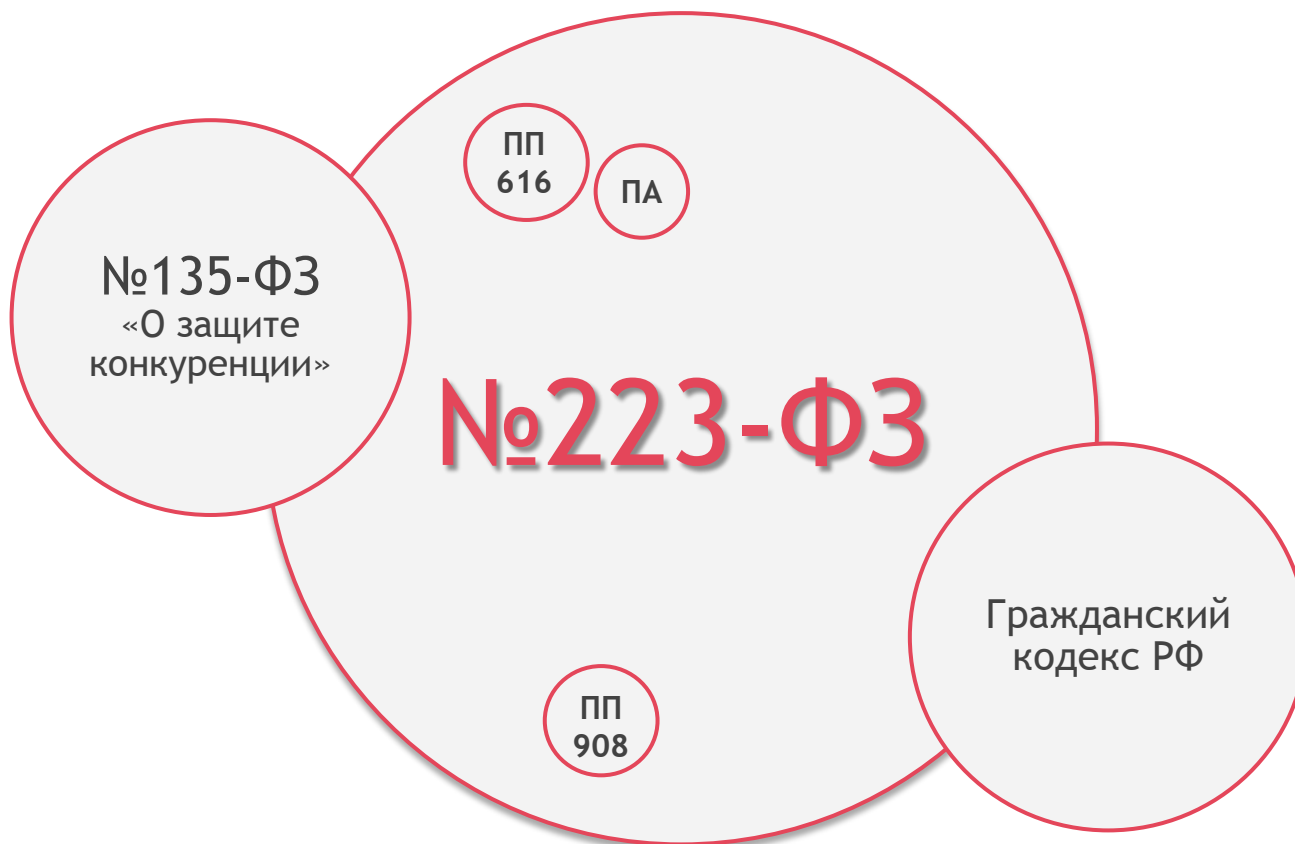 ПП
616
ПА
№135-ФЗ
«О защите
конкуренции»
№223-ФЗ
Гражданский
кодекс РФ
ПП
908